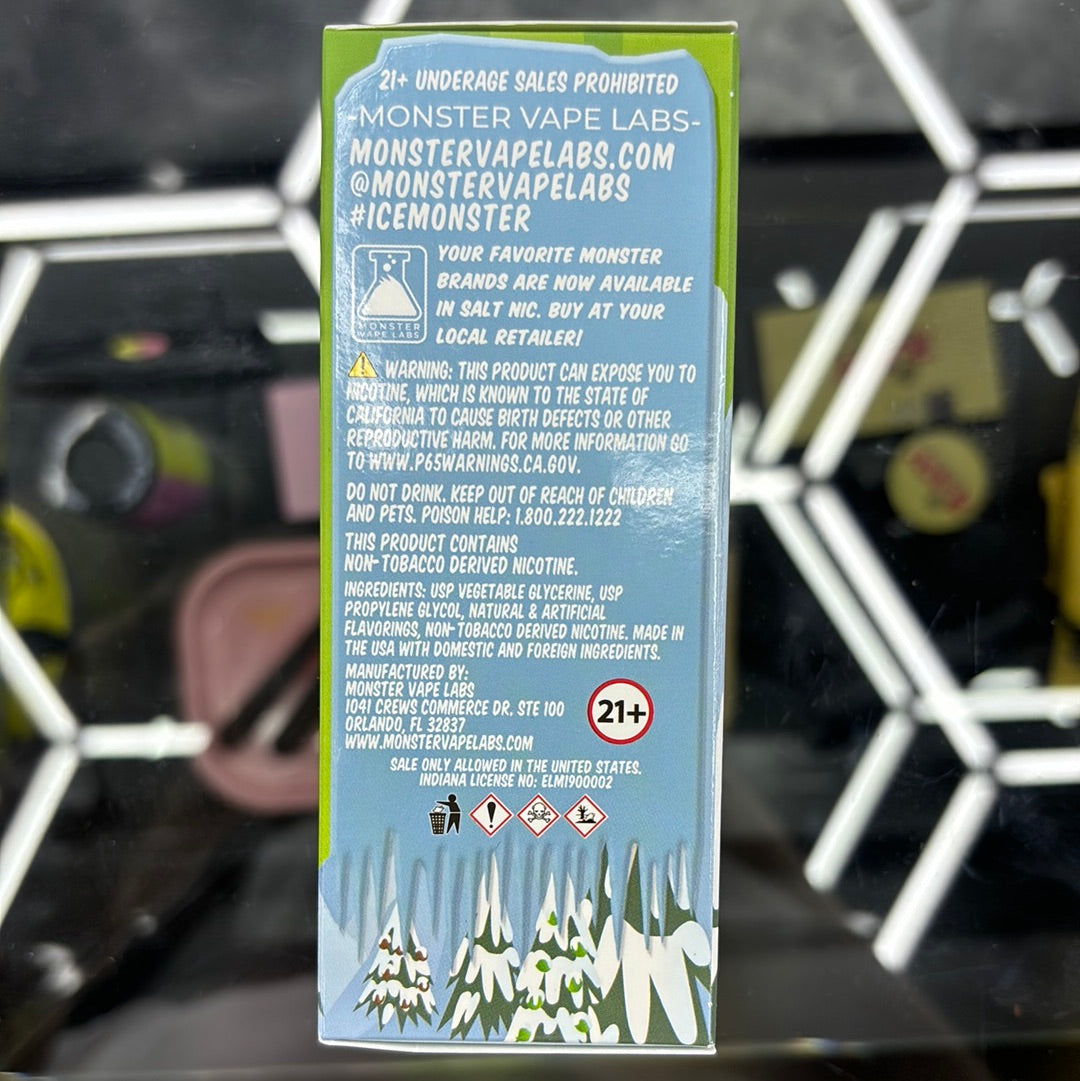 21+ UNDERAGE SALES PROHIBITED
-MONSTER VAPE LABS-
MONSTERVAPELABS.COM
@MONSTERVAPELABS
#ICEMONSTER
YOUR FAVORITE MONSTER
BRANDS ARE NOW AVAILABLE
IN SALT NIC. BUY AT YOUR
LOCAL RETAILER!
MONSTER
VAPE LABS
WARNING: THIS PRODUCT CAN EXPOSE YOU TO
NICOTINE, WHICH IS KNOWN TO THE STATE OF
CALIFORNIA TO CAUSE BIRTH DEFECTS OR OTHER
REPRODUCTIVE HARM. FOR MORE INFORMATION GO
TO WWW.P65WARNINGS.CA.GOV.
DO NOT DRINK. KEEP OUT OF REACH OF CHILDREN
AND PETS. POISON HELP: 1.800.222.1222
THIS PRODUCT CONTAINS
NON-TOBACCO DERIVED NICOTINE.
INGREDIENTS: USP VEGETABLE GLYCERINE, USP
PROPYLENE GLYCOL, NATURAL & ARTIFICIAL
FLAVORINGS, NON-TOBACCO DERIVED NICOTINE. MADE IN
THE USA WITH DOMESTIC AND FOREIGN INGREDIENTS.
MANUFACTURED BY:
MONSTER VAPE LABS
1041 CREWS COMMERCE DR. STE 100
ORLANDO, FL 32837
WWW.MONSTERVAPELABS.COM
21+
SALE ONLY ALLOWED IN THE UNITED STATES.
INDIANA LICENSE NO: ELM1900002